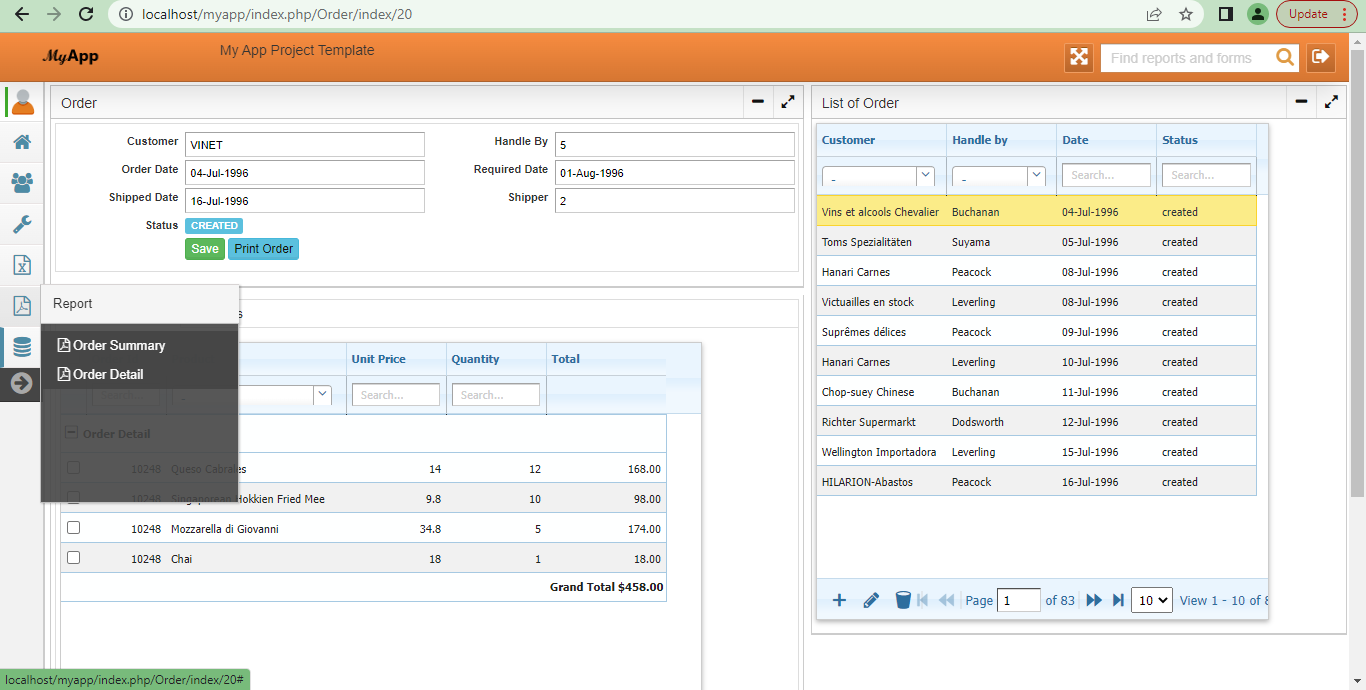 localhost/myapp/index.php/Order/index/20
Update
MyApp
My App Project Template
Find reports and forms
Order
Customer VINET Handle By 5
Order Date 04-Jul-1996 Required Date 01-Aug-1996
Shipped Date 16-Jul-1996 Shipper 2
Status CREATED
Save Print Order
Report
Order Summary
Order Detail
s
Unit Price Quantity Total
Search... - Search... Search...
Order Detail
10248 Queso Cabrales 14 12 168.00
10248 Singaporean Hokkien Fried Mee 9.8 10 98.00
10248 Mozzarella di Giovanni 34.8 5 174.00
10248 Chai 18 1 18.00
Grand Total $458.00
List of Order
Customer Handle by Date Status
- - Search... Search...
Vins et alcools Chevalier Buchanan 04-Jul-1996 created
Toms Spezialitäten Suyama 05-Jul-1996 created
Hanari Carnes Peacock 08-Jul-1996 created
Victuailles en stock Leverling 08-Jul-1996 created
Suprêmes délices Peacock 09-Jul-1996 created
Hanari Carnes Leverling 10-Jul-1996 created
Chop-suey Chinese Buchanan 11-Jul-1996 created
Richter Supermarkt Dodsworth 12-Jul-1996 created
Wellington Importadora Leverling 15-Jul-1996 created
HILARION-Abastos Peacock 16-Jul-1996 created
Page 1 of 83 10 View 1 - 10 of
localhost/myapp/index.php/Order/index/20#